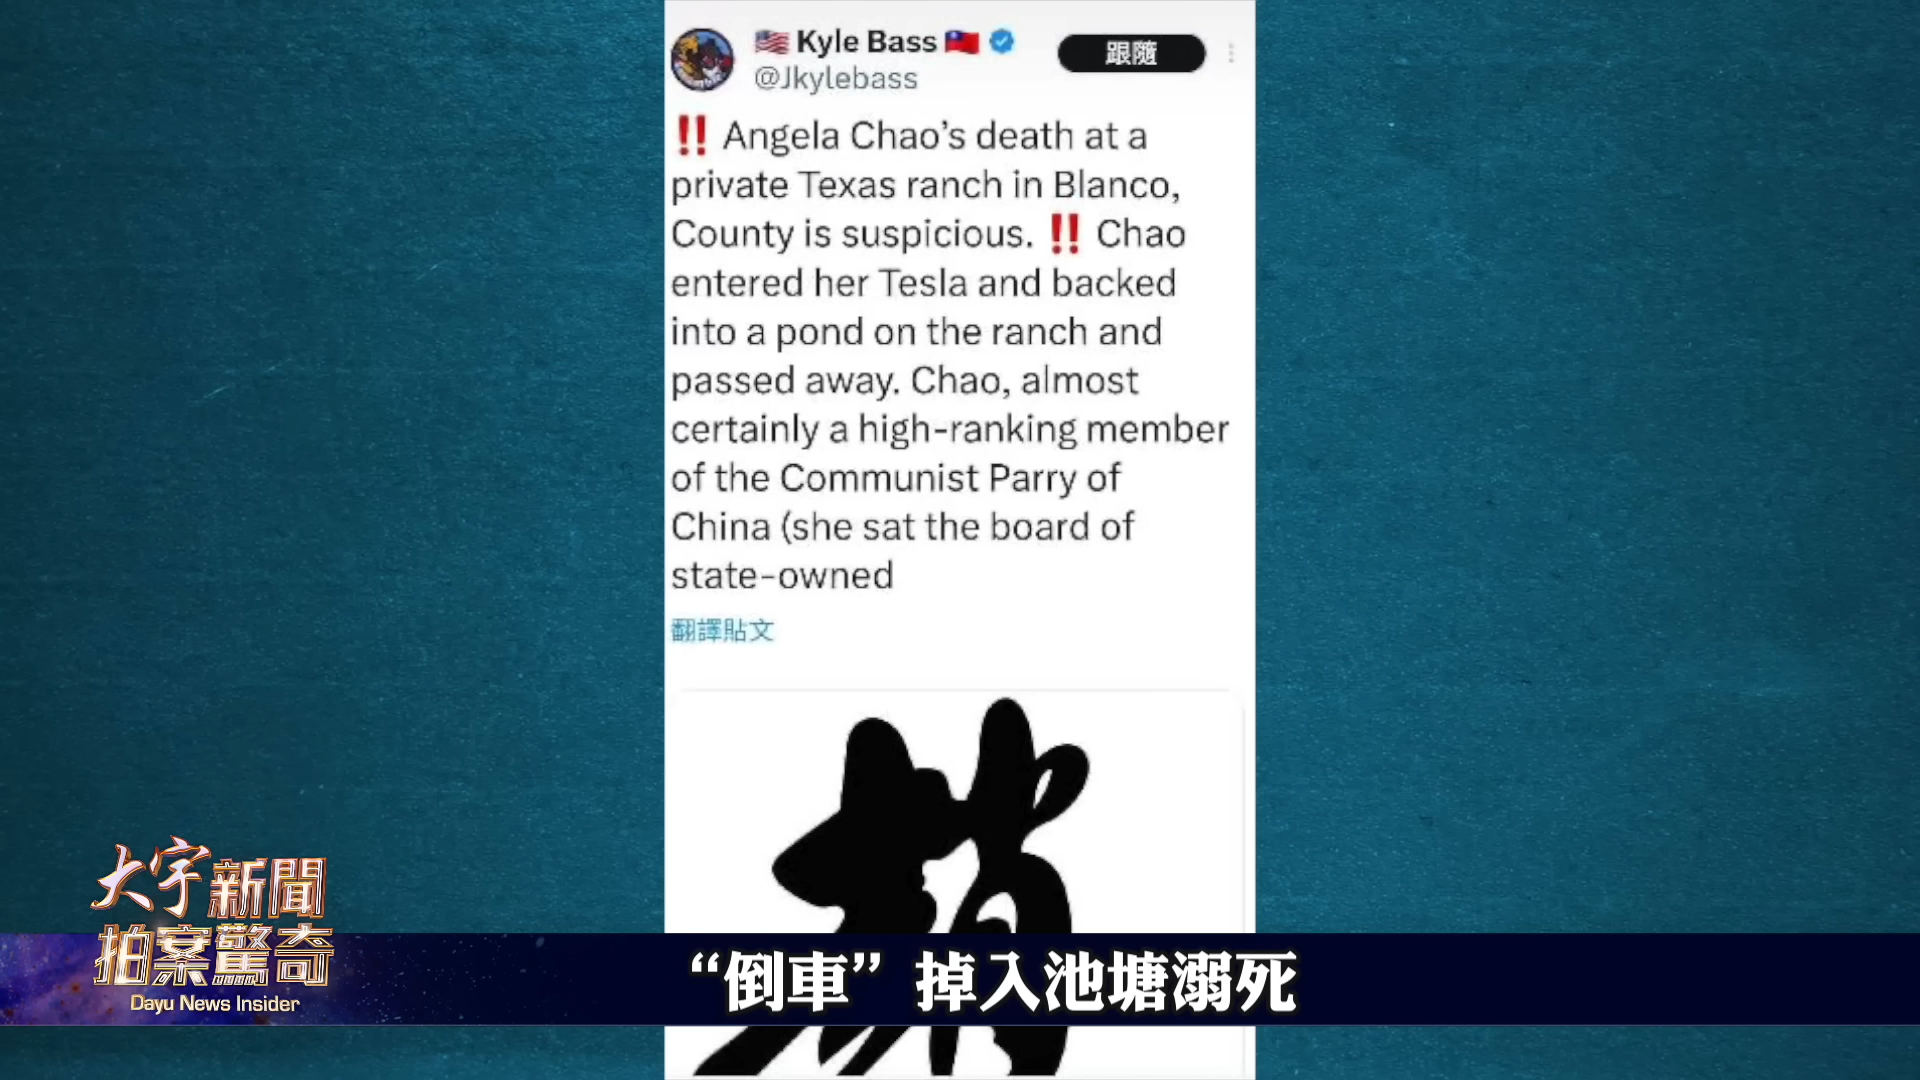 🇺🇸 Kyle Bass 🇹🇼
跟隨
@Jkylebass
‼️ Angela Chao’s death at a
private Texas ranch in Blanco,
County is suspicious. ‼️ Chao
entered her Tesla and backed
into a pond on the ranch and
passed away. Chao, almost
certainly a high-ranking member
of the Communist Parry of
China (she sat the board of
state-owned
翻譯貼文
大宇新聞
拍案驚奇
Dayu News Insider
“倒車”掉入池塘溺死